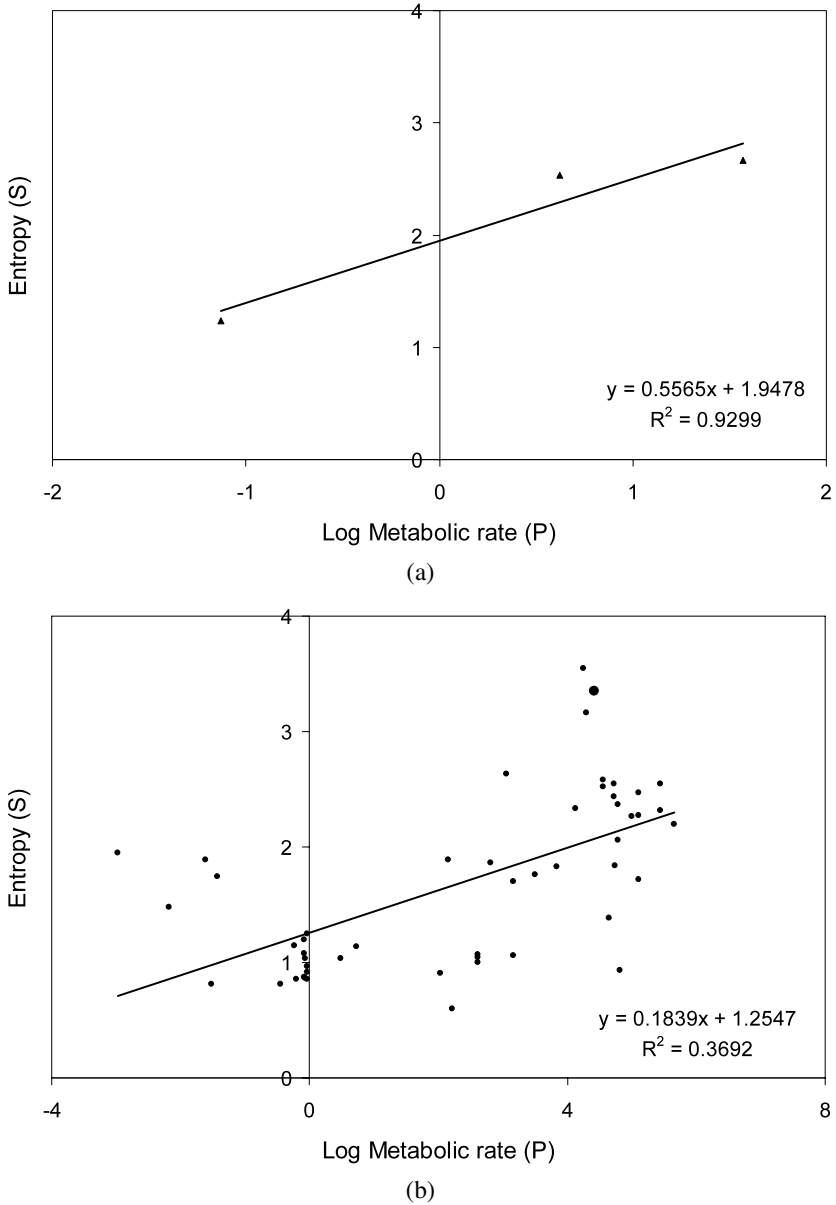 4
3
2
1
0
Entropy (S)
y = 0.5565x + 1.9478
R² = 0.9299
-2 -1 0 1 2
Log Metabolic rate (P)
(a)
4
3
2
1
0
Entropy (S)
y = 0.1839x + 1.2547
R² = 0.3692
-4 0 4 8
Log Metabolic rate (P)
(b)